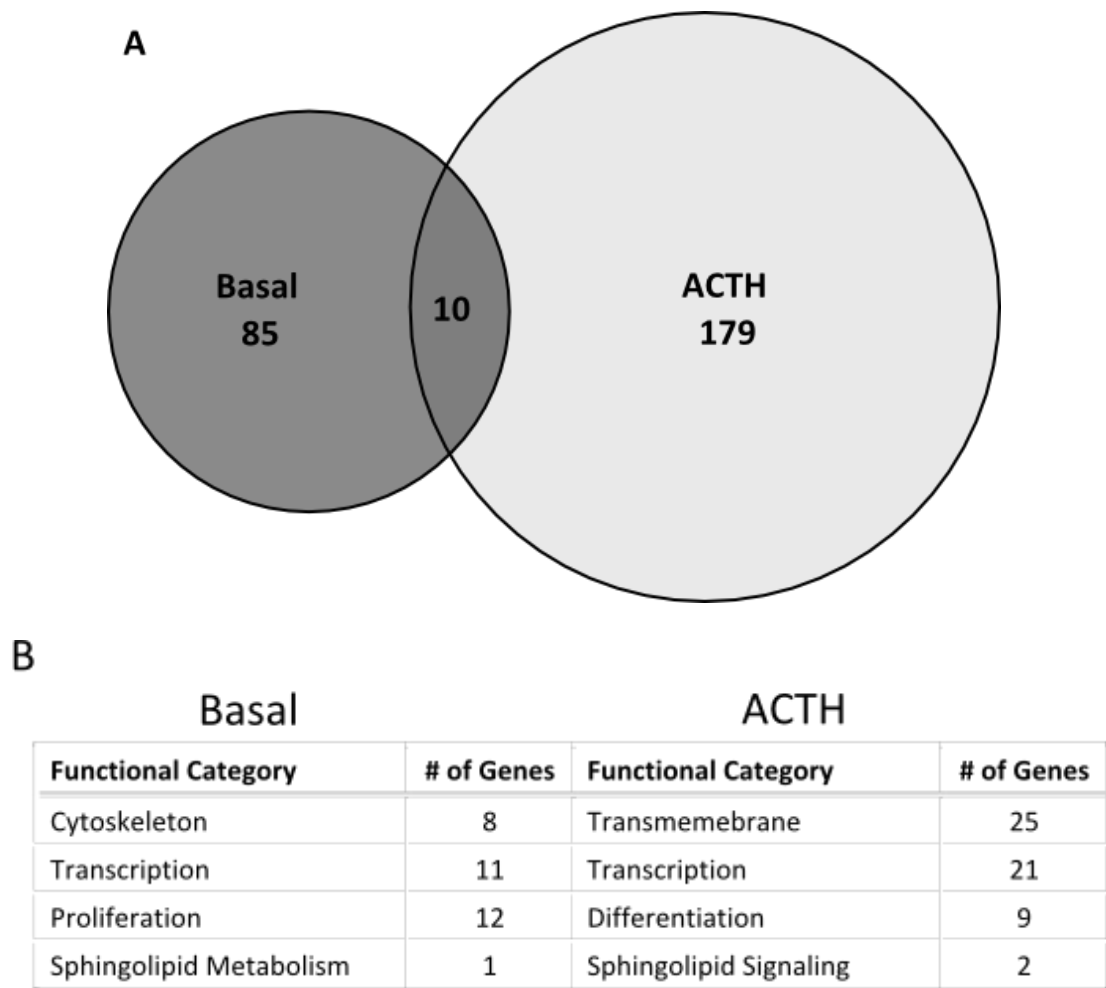 A
Basal
85
10
ACTH
179
B
Basal ACTH
Functional Category # of Genes Functional Category # of Genes
Cytoskeleton 8 Transmemebrane 25
Transcription 11 Transcription 21
Proliferation 12 Differentiation 9
Sphingolipid Metabolism 1 Sphingolipid Signaling 2